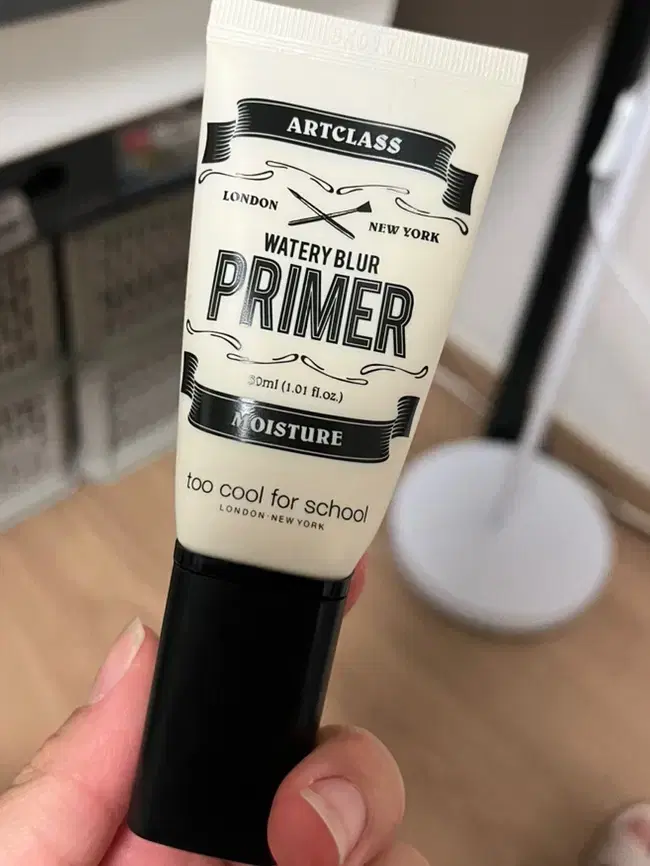 ARTCLASS
LONDON
NEW YORK
WATERY BLUR
PRIMER
30ml (1.01 fl.oz.)
MOISTURE
too cool for school
LONDON·NEW YORK